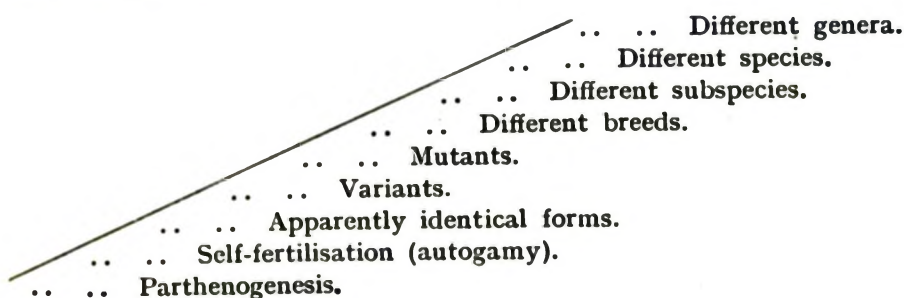 .. .. Different genera.
.. .. Different species.
.. .. Different subspecies.
.. .. Different breeds.
.. .. Mutants.
.. .. Variants.
.. .. Apparently identical forms.
.. .. Self-fertilisation (autogamy).
.. .. Parthenogenesis.